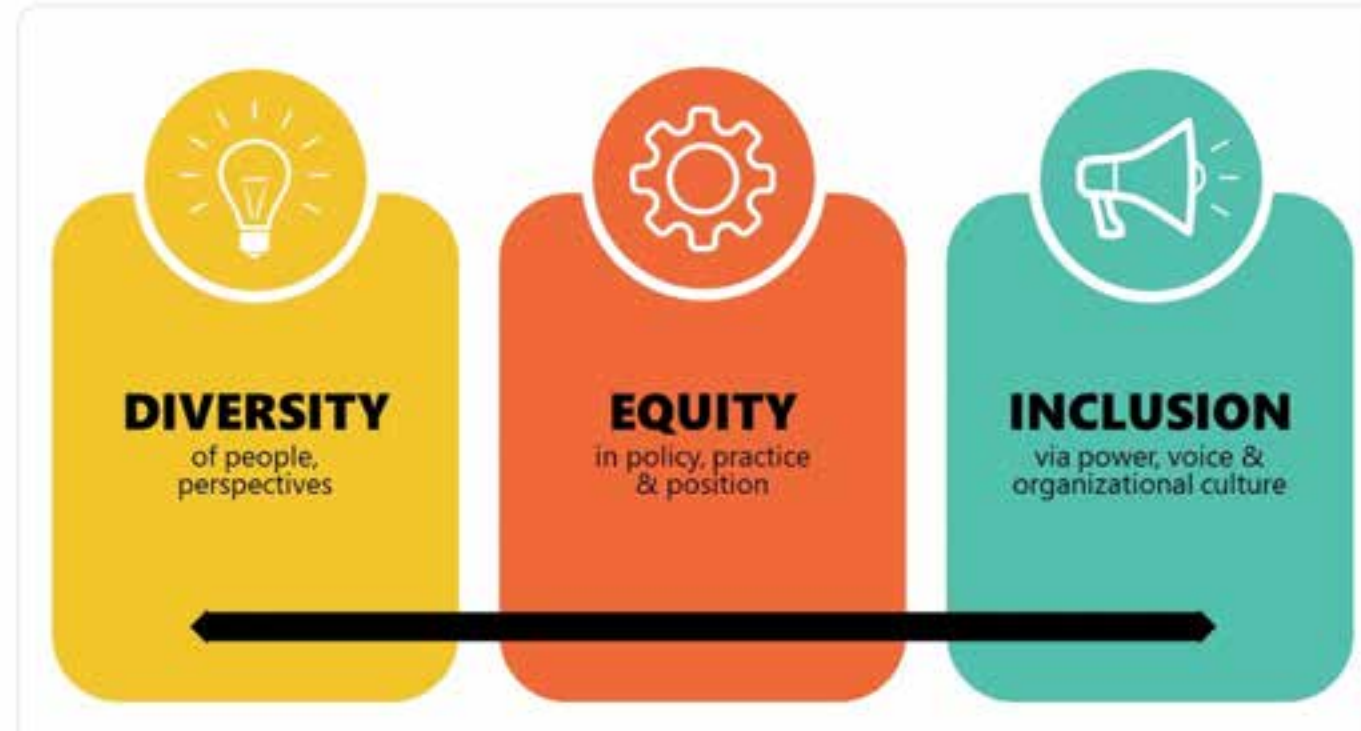 DIVERSITY
of people,
perspectives
EQUITY
in policy, practice
& position
INCLUSION
via power, voice &
organizational culture